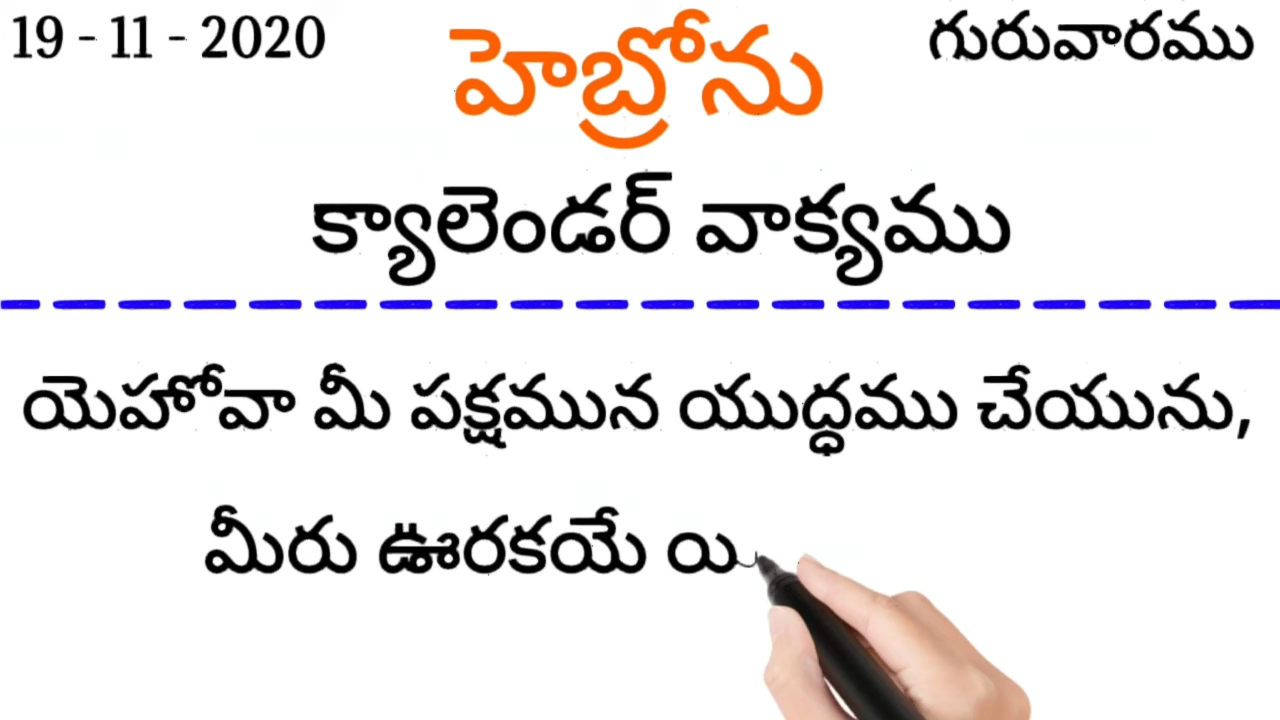 19 - 11 - 2020
హెబ్రోను
గురువారము
క్యాలెండర్ వాక్యము
యెహోవా మీ పక్షమున యుద్ధము చేయును,
మీరు ఊరకయే